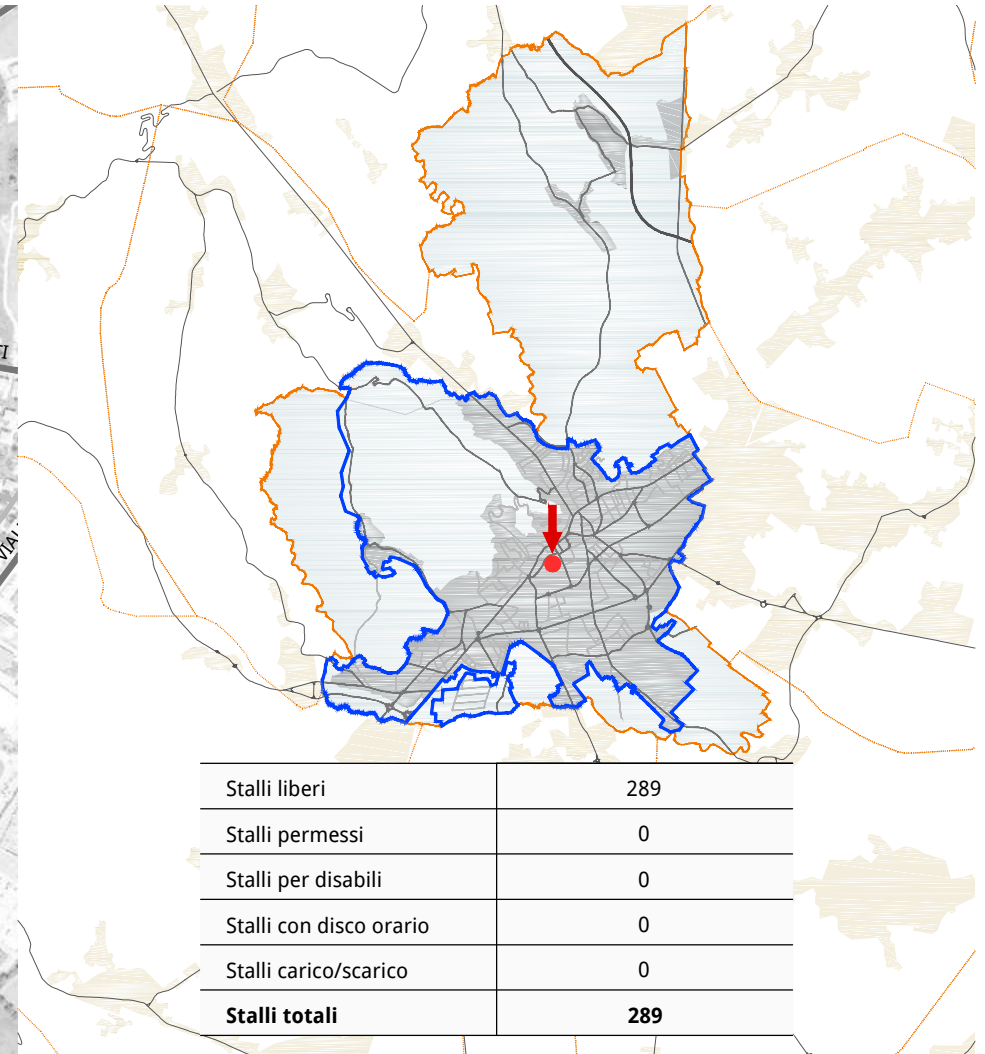 Stalli liberi 289
Stalli permessi 0
Stalli per disabili 0
Stalli con disco orario 0
Stalli carico/scarico 0
Stalli totali 289